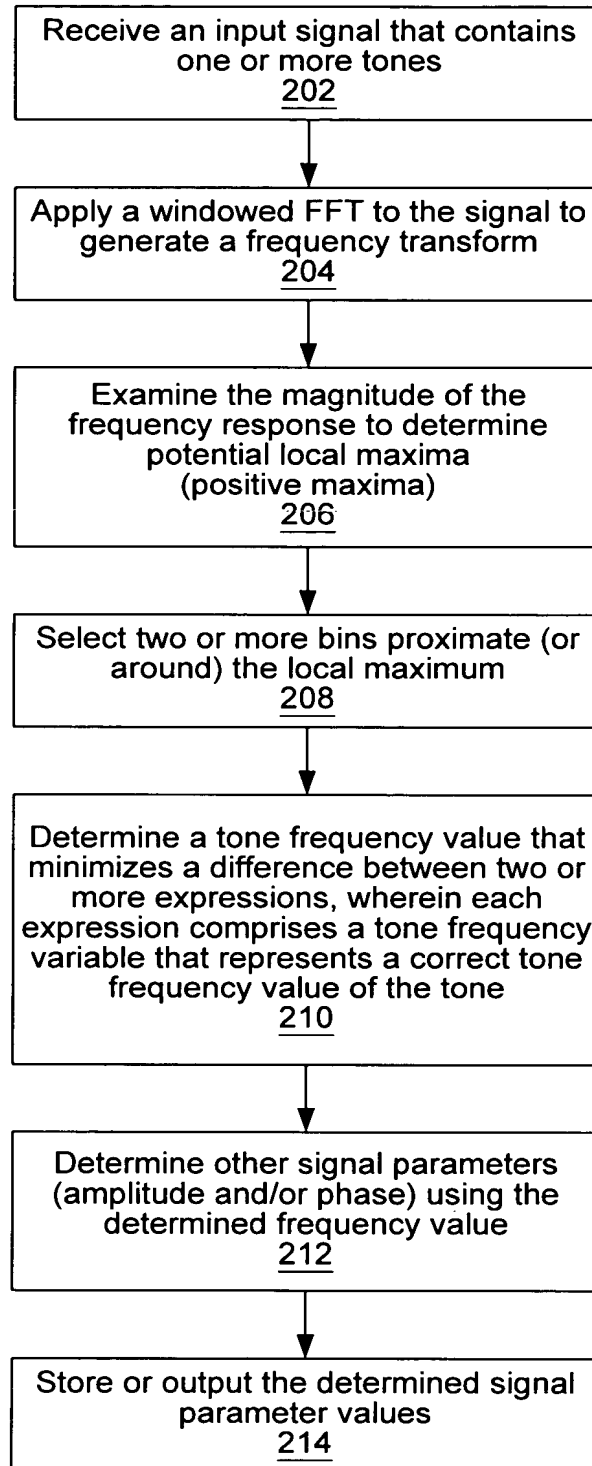 Receive an input signal that contains
one or more tones
202
Apply a windowed FFT to the signal to
generate a frequency transform
204
Examine the magnitude of the
frequency response to determine
potential local maxima
(positive maxima)
206
Select two or more bins proximate (or
around) the local maximum
208
Determine a tone frequency value that
minimizes a difference between two or
more expressions, wherein each
expression comprises a tone frequency
variable that represents a correct tone
frequency value of the tone
210
Determine other signal parameters
(amplitude and/or phase) using the
determined frequency value
212
Store or output the determined signal
parameter values
214